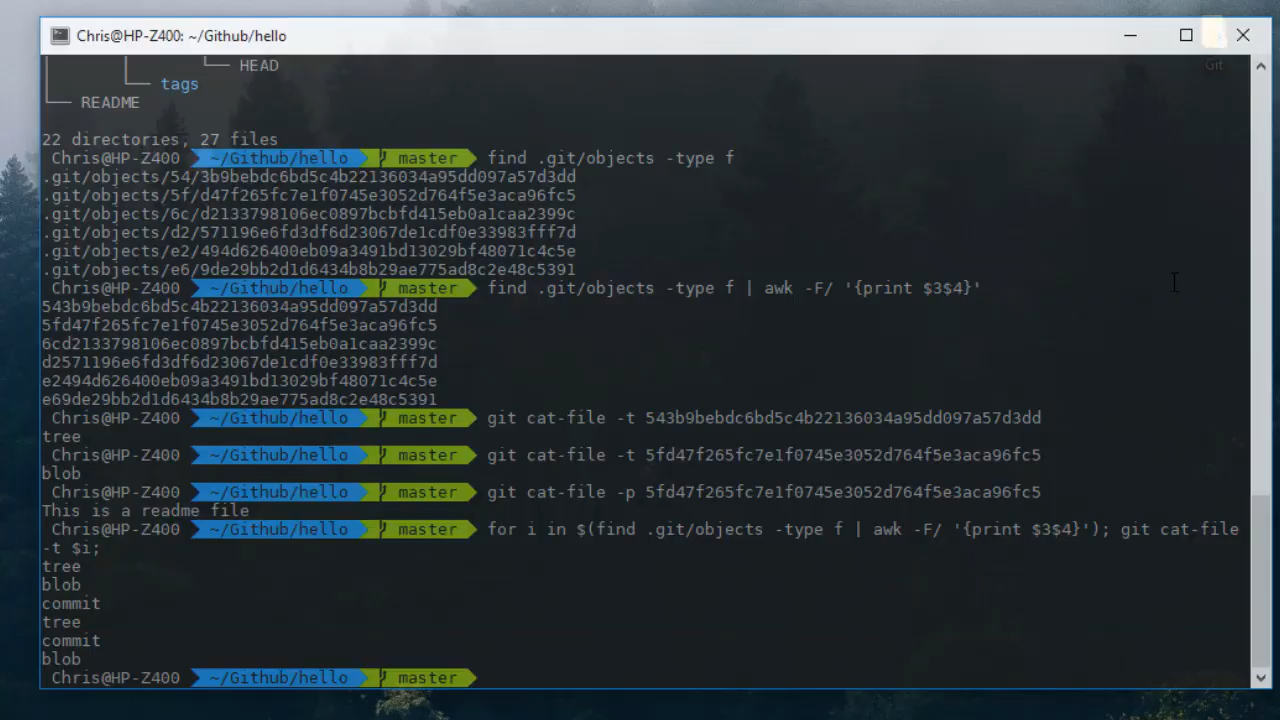 Chris@HP-Z400: ~/Github/hello
Git
└── HEAD
└── tags
└── README
22 directories, 27 files
Chris@HP-Z400 ~/Github/hello master find .git/objects -type f
.git/objects/54/3b9bebdc6bd5c4b22136034a95dd097a57d3dd
.git/objects/5f/d47f265fc7e1f0745e3052d764f5e3aca96fc5
.git/objects/6c/d2133798106ec0897bcbfd415eb0a1caa2399c
.git/objects/d2/571196e6fd3df6d23067de1cdf0e33983fff7d
.git/objects/e2/494d626400eb09a3491bd13029bf48071c4c5e
.git/objects/e6/9de29bb2d1d6434b8b29ae775ad8c2e48c5391
Chris@HP-Z400 ~/Github/hello master find .git/objects -type f | awk -F/ '{print $3$4}'
543b9bebdc6bd5c4b22136034a95dd097a57d3dd
5fd47f265fc7e1f0745e3052d764f5e3aca96fc5
6cd2133798106ec0897bcbfd415eb0a1caa2399c
d2571196e6fd3df6d23067de1cdf0e33983fff7d
e2494d626400eb09a3491bd13029bf48071c4c5e
e69de29bb2d1d6434b8b29ae775ad8c2e48c5391
Chris@HP-Z400 ~/Github/hello master git cat-file -t 543b9bebdc6bd5c4b22136034a95dd097a57d3dd
tree
Chris@HP-Z400 ~/Github/hello master git cat-file -t 5fd47f265fc7e1f0745e3052d764f5e3aca96fc5
blob
Chris@HP-Z400 ~/Github/hello master git cat-file -p 5fd47f265fc7e1f0745e3052d764f5e3aca96fc5
This is a readme file
Chris@HP-Z400 ~/Github/hello master for i in $(find .git/objects -type f | awk -F/ '{print $3$4}'); git cat-file
-t $i;
tree
blob
commit
tree
commit
blob
Chris@HP-Z400 ~/Github/hello master